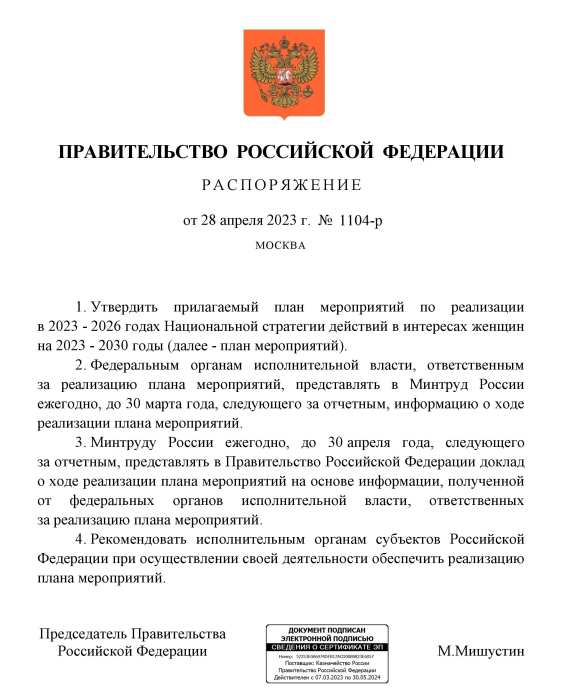 ПРАВИТЕЛЬСТВО РОССИЙСКОЙ ФЕДЕРАЦИИ
РАСПОРЯЖЕНИЕ
от 28 апреля 2023 г. № 1104-р
МОСКВА
1. Утвердить прилагаемый план мероприятий по реализации
в 2023 - 2026 годах Национальной стратегии действий в интересах женщин
на 2023 - 2030 годы (далее - план мероприятий).
2. Федеральным органам исполнительной власти, ответственным
за реализацию плана мероприятий, представлять в Минтруд России
ежегодно, до 30 марта года, следующего за отчетным, информацию о ходе
реализации плана мероприятий.
3. Минтруду России ежегодно, до 30 апреля года, следующего
за отчетным, представлять в Правительство Российской Федерации доклад
о ходе реализации плана мероприятий на основе информации, полученной
от федеральных органов исполнительной власти, ответственных
за реализацию плана мероприятий.
4. Рекомендовать исполнительным органам субъектов Российской
Федерации при осуществлении своей деятельности обеспечить реализацию
плана мероприятий.
Председатель Правительства
Российской Федерации
ДОКУМЕНТ ПОДПИСАН
ЭЛЕКТРОННОЙ ПОДПИСЬЮ
СВЕДЕНИЯ О СЕРТИФИКАТЕ ЭП
Номер:
Поставщик: Казначейство России
Правительство Российской Федерации
Действителен с 07.03.2023 по 30.05.2024
М.Мишустин